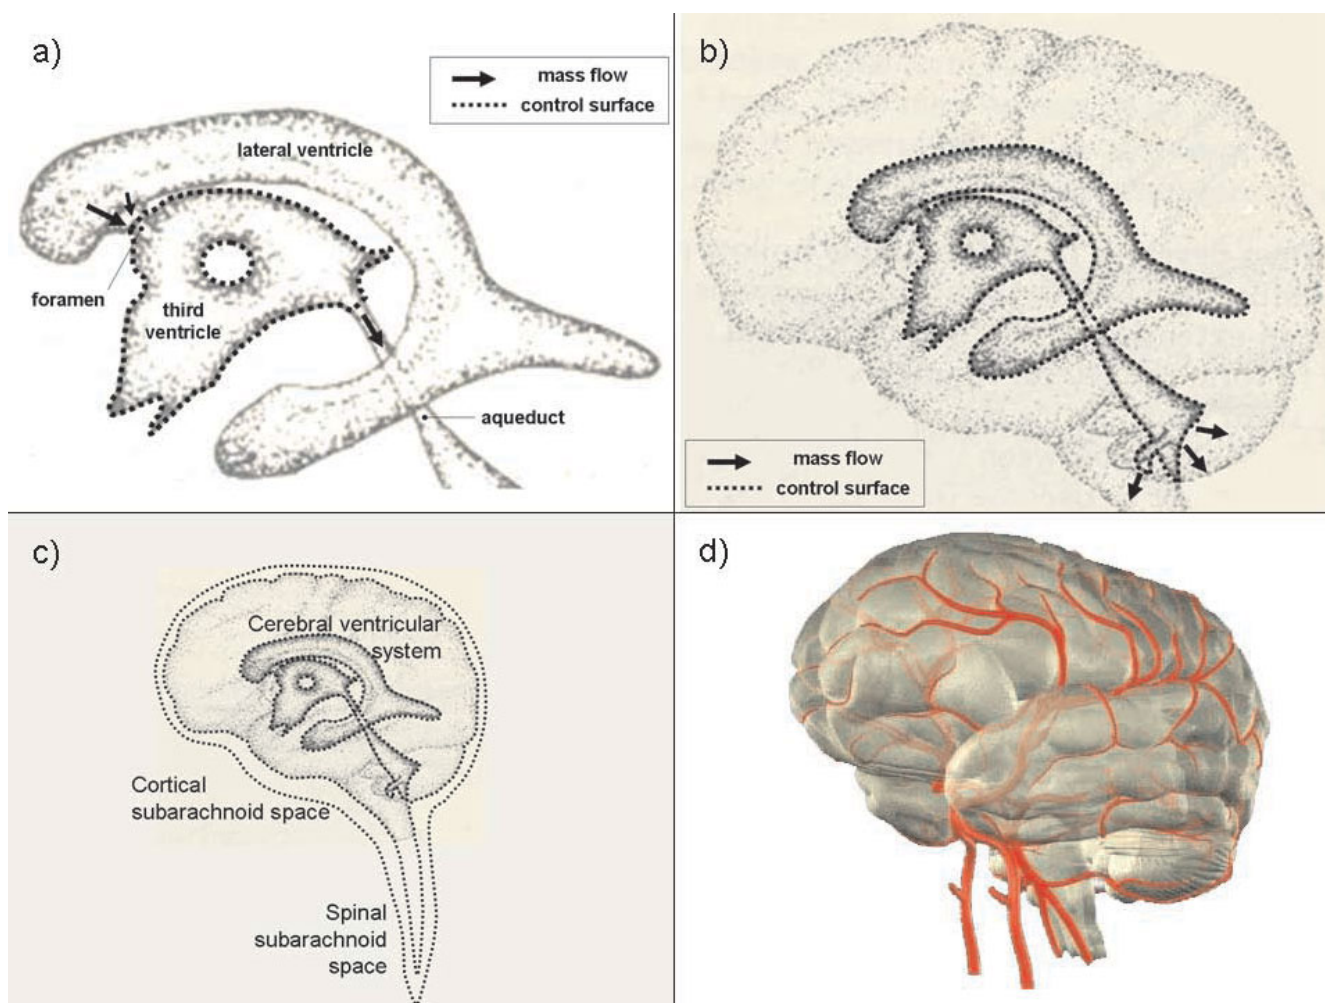 a)
mass flow
control surface
lateral ventricle
foramen
third
ventricle
aqueduct
b)
mass flow
control surface
c)
Cerebral ventricular
system
Cortical
subarachnoid space
Spinal
subarachnoid
space
d)